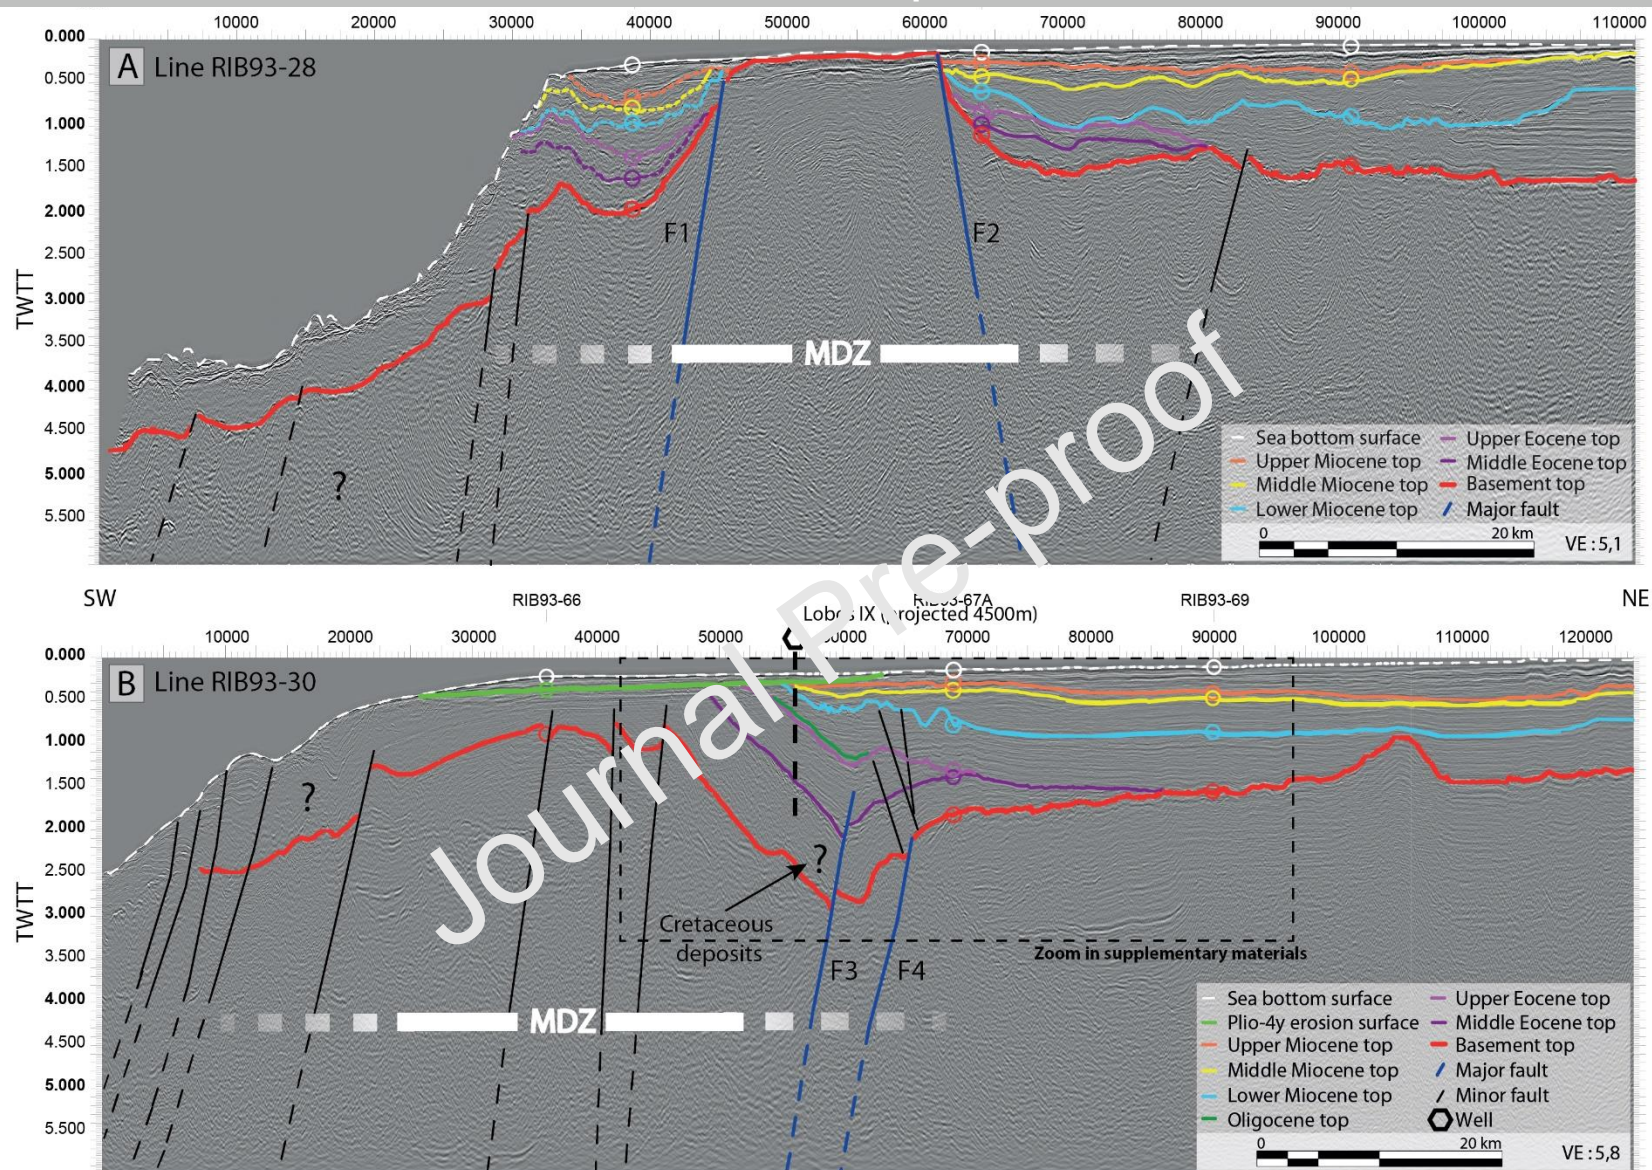 10000 20000 30000 40000 50000 60000 70000 80000 90000 100000 110000
0.000
A Line RIB93-28
0.500
1.000
1.500
2.000
F1 F2
2.500
TWTT
3.000
3.500
MDZ
4.000
4.500
5.000
?
5.500
Sea bottom surface
Upper Miocene top
Middle Miocene top
Lower Miocene top
Upper Eocene top
Middle Eocene top
Basement top
Major fault
0 20 km
VE : 5,1
Journal Pre-proof
SW NE
RIB93-66 RIB93-67A RIB93-69
Lobos IX (projected 4500m)
10000 20000 30000 40000 50000 60000 70000 80000 90000 100000 110000 120000
0.000
B Line RIB93-30
0.500
1.000
1.500
?
2.000
?
2.500
TWTT
3.000
Cretaceous
deposits
Zoom in supplementary materials
3.500
F3 F4
4.000
MDZ
4.500
5.000
5.500
Sea bottom surface
Plio-4y erosion surface
Upper Miocene top
Middle Miocene top
Lower Miocene top
Oligocene top
Upper Eocene top
Middle Eocene top
Basement top
Major fault
Minor fault
Well
0 20 km
VE : 5,8